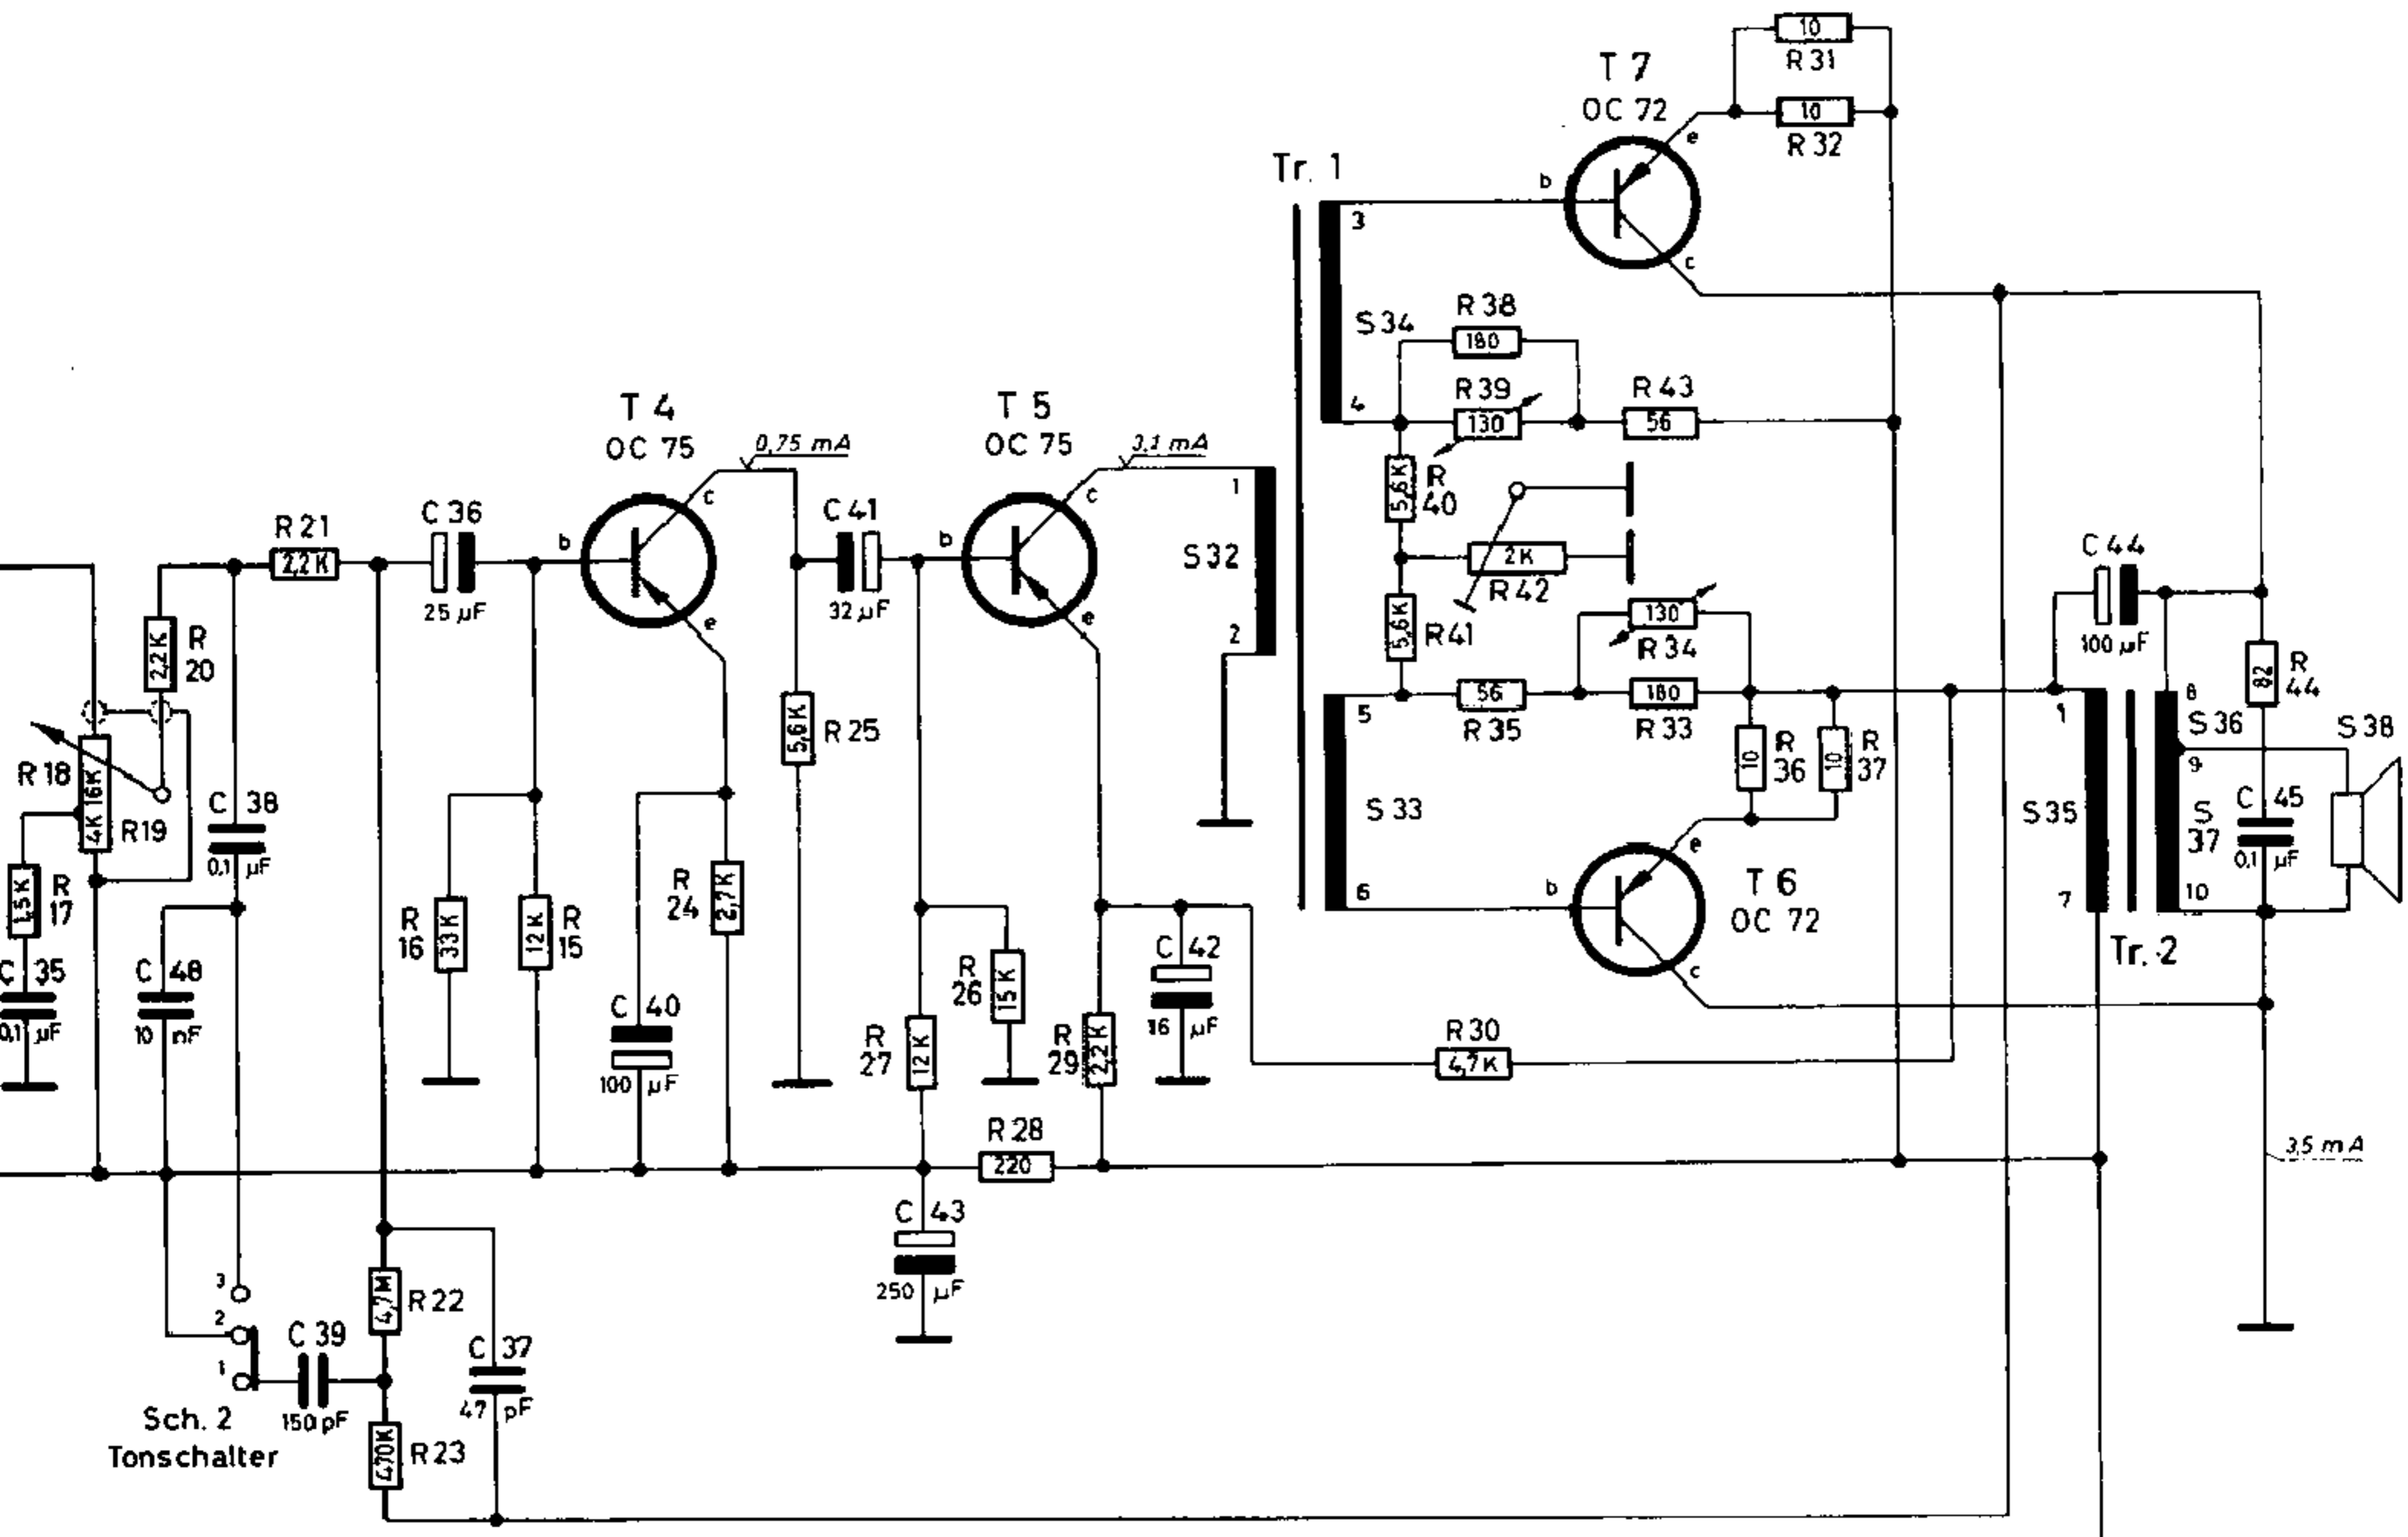 10
R 31
T 7
OC 72
10
R 32
e
b
c
Tr. 1
3
S 34
4
R 38
180
R 39
130
R 43
56
5,6K
R
40
2K
R 42
5,6K
R 41
130
R 34
5
56
R 35
180
R 33
10
R
36
10
R
37
S 33
6
b
e
c
T 6
OC 72
T 4
OC 75
0,75 mA
c
b
e
T 5
OC 75
3,1 mA
c
b
e
1
S 32
2
R 21
2,2K
C 36
25 µF
C 41
32 µF
2,2K
R
20
R 18
16K
4K
R19
C 38
0,1 µF
1,5K
R
17
C 35
0,1 µF
C 48
10 nF
R
16
33K
12K
R
15
R
24
2,7K
5,6K
R 25
C 40
100 µF
R
27
12K
R
26
15K
R
29
2,2K
C 42
16 µF
R 30
4,7K
R 28
220
C 43
250 µF
C 44
100 µF
82
R
44
1
8
S 36
9
S 38
S 35
S
37
C 45
0,1 µF
7
10
Tr. 2
3,5 mA
3
2
1
C 39
150 pF
4,7M
R 22
470K
R 23
C 37
47 pF
Sch. 2
Tonschalter